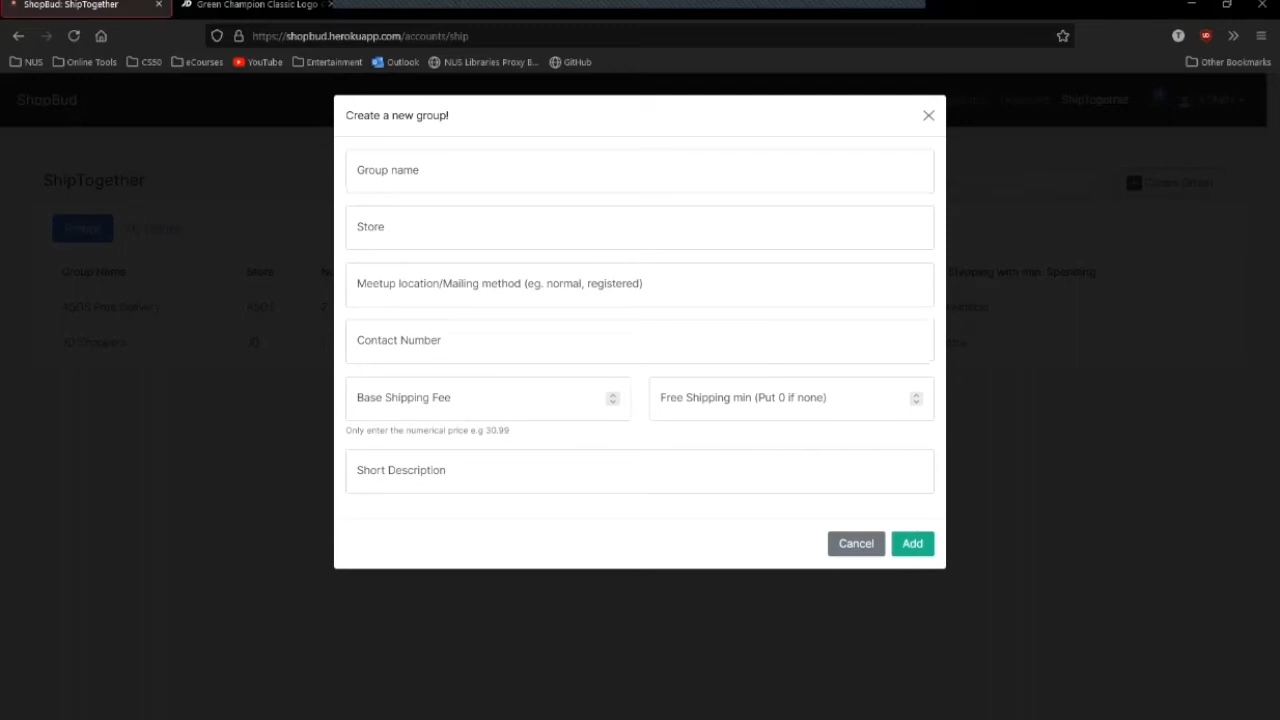 ShopBud: ShipTogether
Green Champion Classic Logo
https://shopbud.herokuapp.com/accounts/ship
NUS Online Tools CS50 eCourses YouTube Entertainment Outlook NUS Libraries Proxy B... GitHub Other Bookmarks
ShopBud ShipTogether
Create a new group!
Group name
ShipTogether
Store
Group Name Store Shipping with min. Spending
Meetup location/Mailing method (eg. normal, registered)
ASOS Free Delivery ASOS 2
JD Shoppers JD
Contact Number
Base Shipping Fee Free Shipping min (Put 0 if none)
Only enter the numerical price e.g 30.99
Short Description
Cancel Add